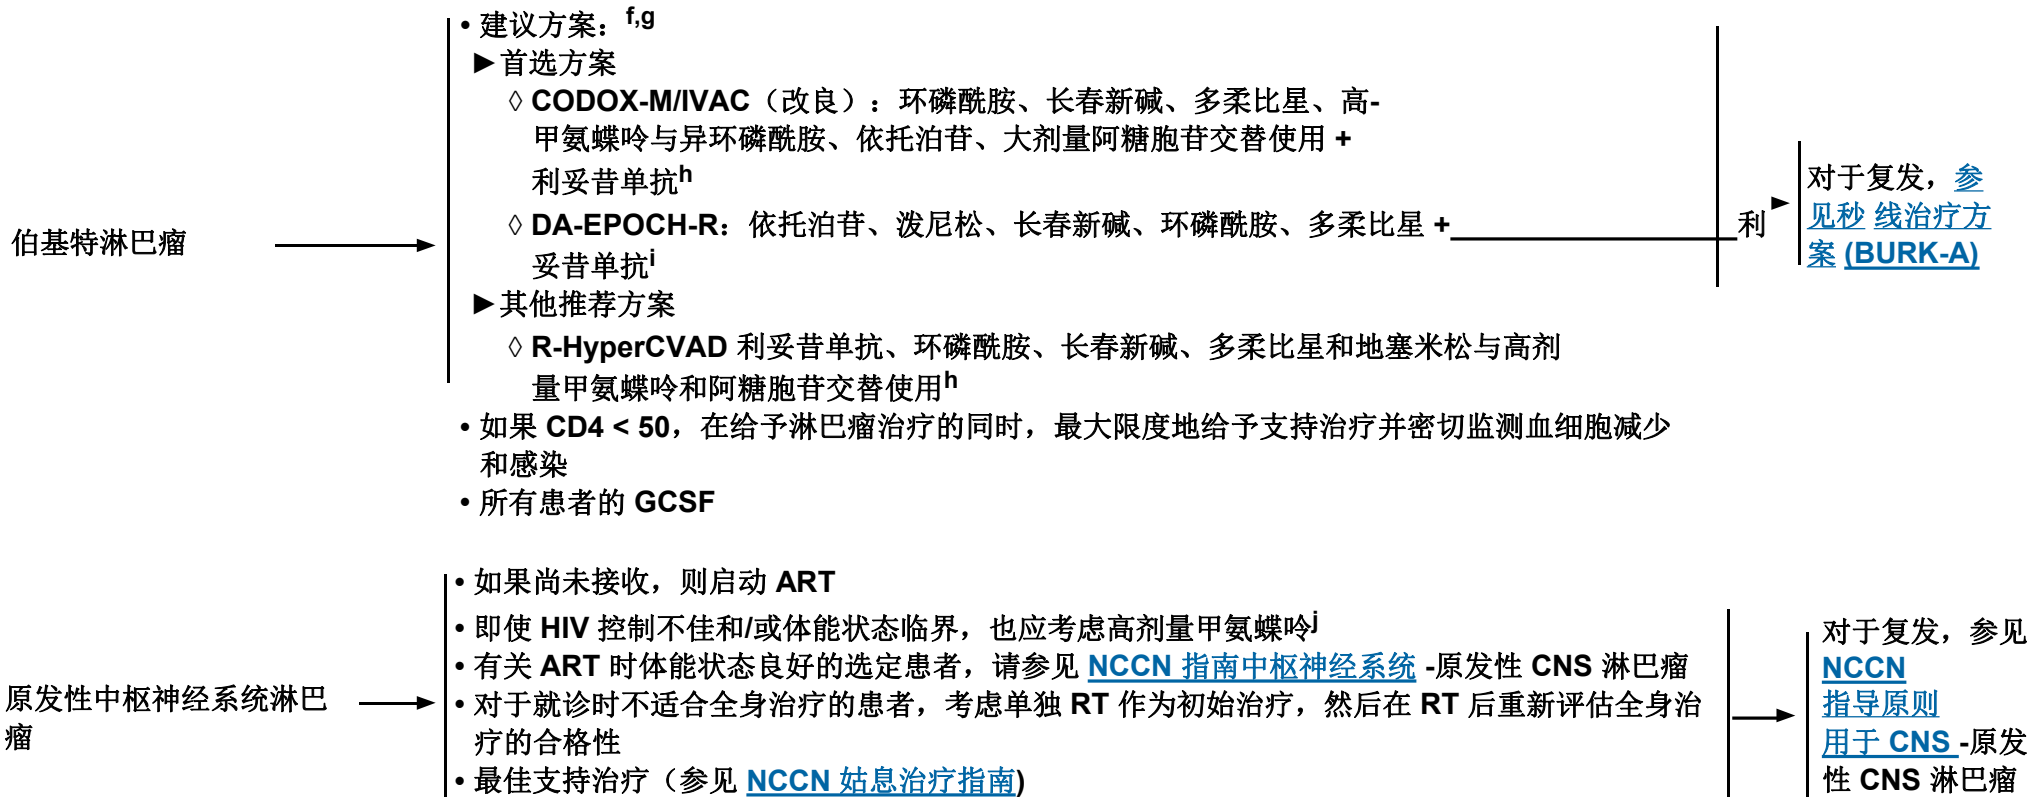 • 建议方案：f,g
►首选方案
◊ CODOX-M/IVAC（改良）：环磷酰胺、长春新碱、多柔比星、高-
甲氨蝶呤与异环磷酰胺、依托泊苷、大剂量阿糖胞苷交替使用 +
利妥昔单抗h
◊ DA-EPOCH-R：依托泊苷、泼尼松、长春新碱、环磷酰胺、多柔比星 + 利
妥昔单抗i
►其他推荐方案
◊ R-HyperCVAD 利妥昔单抗、环磷酰胺、长春新碱、多柔比星和地塞米松与高剂
量甲氨蝶呤和阿糖胞苷交替使用h
• 如果 CD4 < 50，在给予淋巴瘤治疗的同时，最大限度地给予支持治疗并密切监测血细胞减少
和感染
• 所有患者的 GCSF
伯基特淋巴瘤
对于复发，参
见秒 线治疗方
案 (BURK-A)
• 如果尚未接收，则启动 ART
• 即使 HIV 控制不佳和/或体能状态临界，也应考虑高剂量甲氨蝶呤j
• 有关 ART 时体能状态良好的选定患者，请参见 NCCN 指南中枢神经系统 -原发性 CNS 淋巴瘤
• 对于就诊时不适合全身治疗的患者，考虑单独 RT 作为初始治疗，然后在 RT 后重新评估全身治
疗的合格性
• 最佳支持治疗（参见 NCCN 姑息治疗指南)
原发性中枢神经系统淋巴
瘤
对于复发，参见
NCCN
指导原则
用于 CNS -原发
性 CNS 淋巴瘤